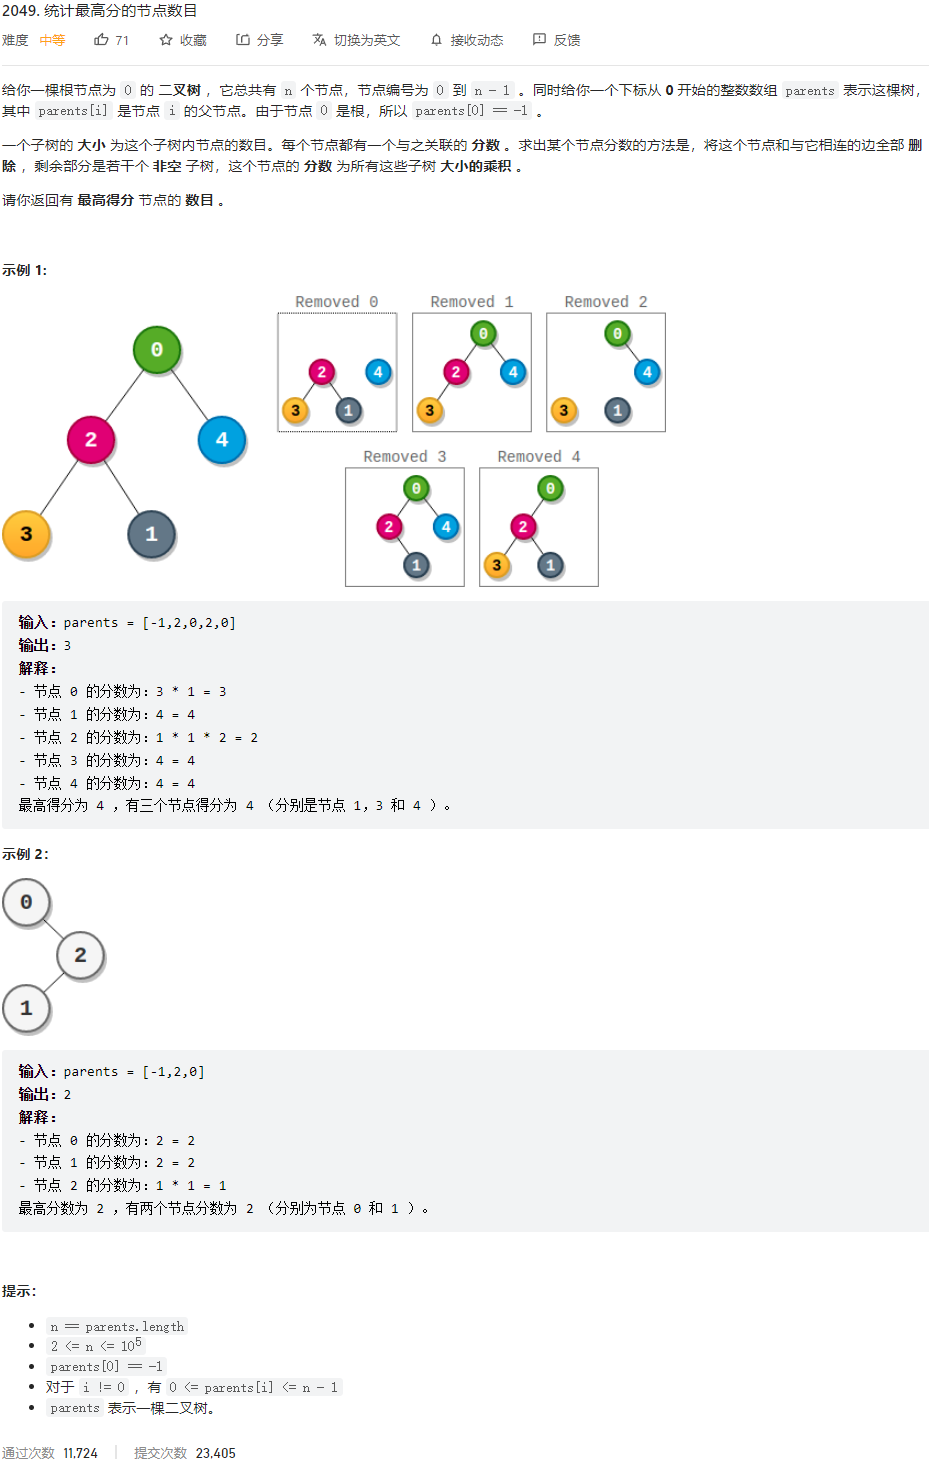 2049. 统计最高分的节点数目
难度 中等 71 收藏 分享 切换为英文 接收动态 反馈
给你一棵根节点为 0 的 二叉树 ，它总共有 n 个节点，节点编号为 0 到 n - 1 。同时给你一个下标从 0 开始的整数数组 parents 表示这棵树，
其中 parents[i] 是节点 i 的父节点。由于节点 0 是根，所以 parents[0] == -1 。
一个子树的 大小 为这个子树内节点的数目。每个节点都有一个与之关联的 分数 。求出某个节点分数的方法是，将这个节点和与它相连的边全部 删
除 ，剩余部分是若干个 非空 子树，这个节点的 分数 为所有这些子树 大小的乘积 。
请你返回有 最高得分 节点的 数目 。
示例 1:
Removed 0 Removed 1 Removed 2
0 2 4 3 1
2 4 3 1
0 2 4 3
0 4 3 1
Removed 3 Removed 4
0 2 4 1
0 2 3 1
输入：parents = [-1,2,0,2,0]
输出：3
解释：
- 节点 0 的分数为：3 * 1 = 3
- 节点 1 的分数为：4 = 4
- 节点 2 的分数为：1 * 1 * 2 = 2
- 节点 3 的分数为：4 = 4
- 节点 4 的分数为：4 = 4
最高得分为 4 ，有三个节点得分为 4 （分别是节点 1，3 和 4 ）。
示例 2：
0
2
1
输入：parents = [-1,2,0]
输出：2
解释：
- 节点 0 的分数为：2 = 2
- 节点 1 的分数为：2 = 2
- 节点 2 的分数为：1 * 1 = 1
最高分数为 2 ，有两个节点分数为 2 （分别为节点 0 和 1 ）。
提示：
n == parents.length
2 <= n <= 10⁵
parents[0] == -1
对于 i != 0 ，有 0 <= parents[i] <= n - 1
parents 表示一棵二叉树。
通过次数 11,724 | 提交次数 23,405